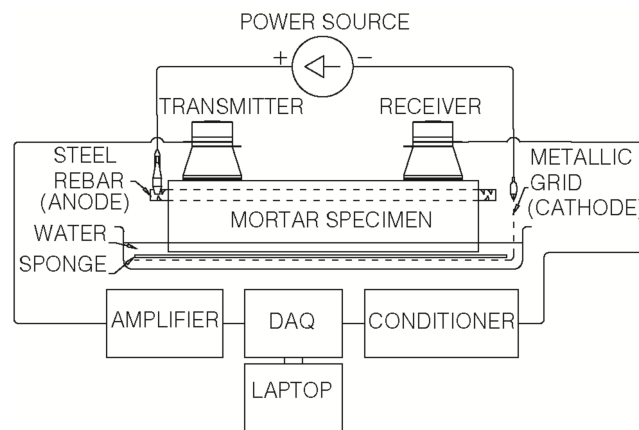 POWER SOURCE
+
−
TRANSMITTER
RECEIVER
STEEL
REBAR
(ANODE)
METALLIC
GRID
(CATHODE)
MORTAR SPECIMEN
WATER
SPONGE
AMPLIFIER
DAQ
CONDITIONER
LAPTOP